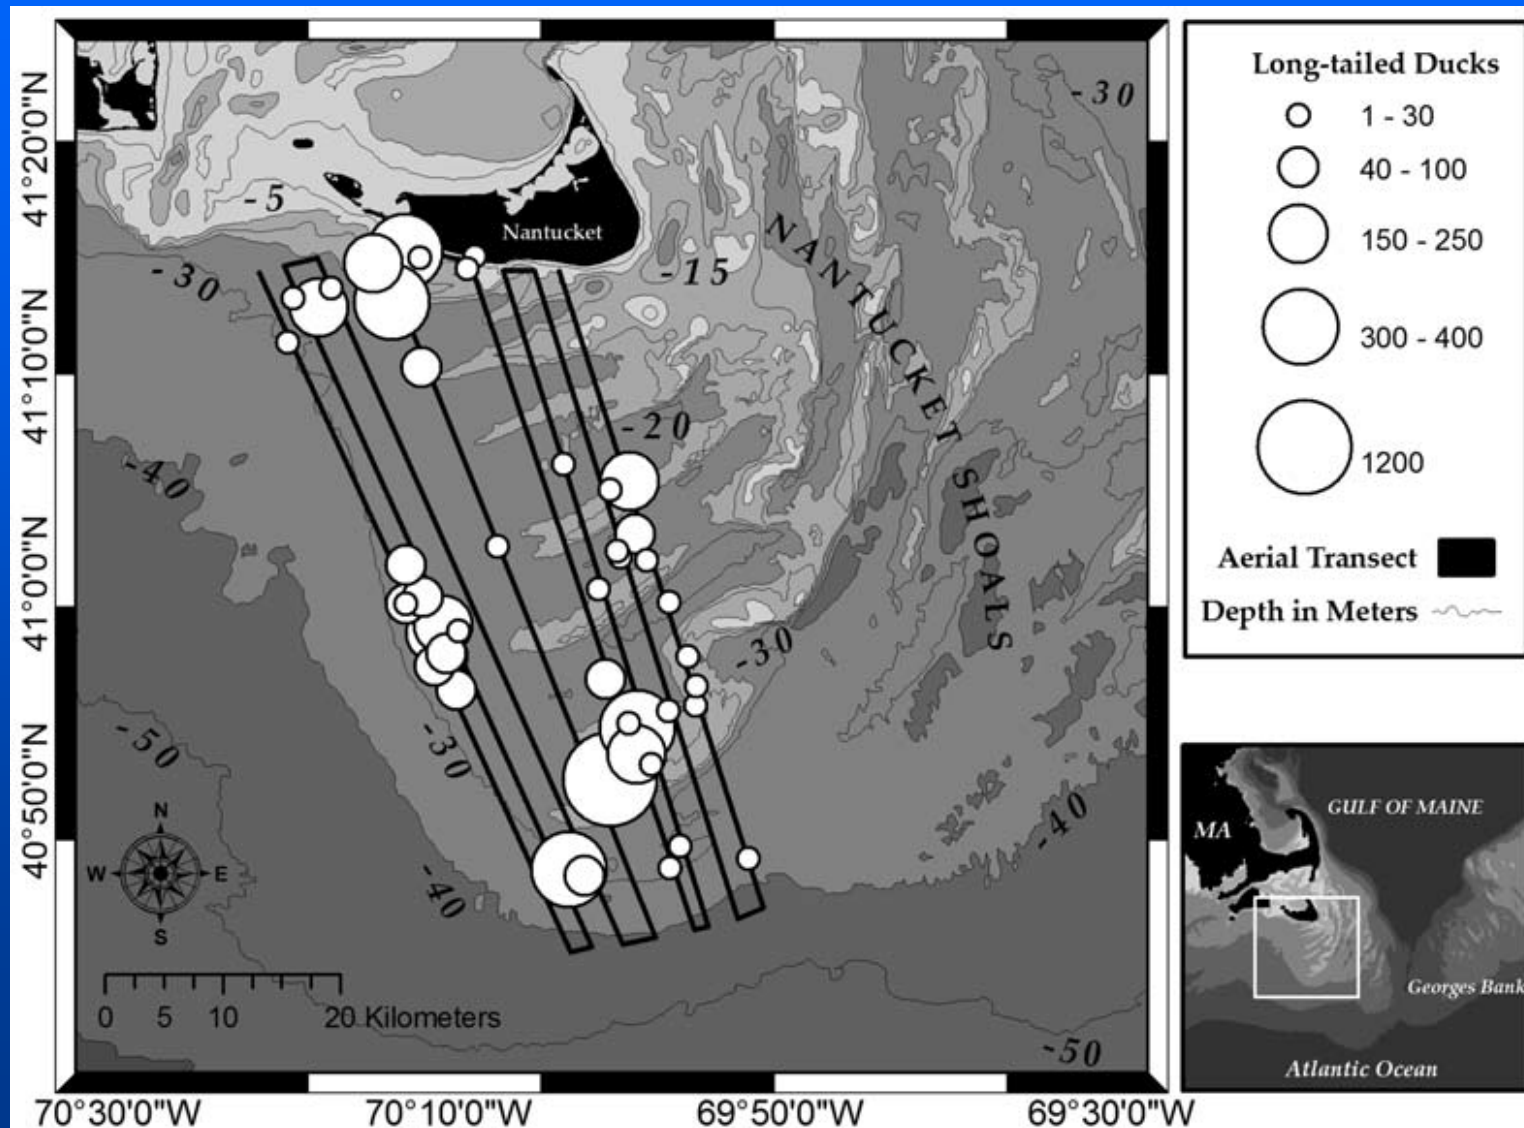 -30
41°20'0"N
-5
Nantucket
-30
-15
NANTUCKET SHOALS
41°10'0"N
-20
-40
41°0'0"N
-30
-30
-50
40°50'0"N
-40
-40
N
W E
S
0 5 10 20 Kilometers
-50
70°30'0"W 70°10'0"W 69°50'0"W 69°30'0"W
Long-tailed Ducks
1 - 30
40 - 100
150 - 250
300 - 400
1200
Aerial Transect
Depth in Meters
GULF OF MAINE
MA
Georges Bank
Atlantic Ocean